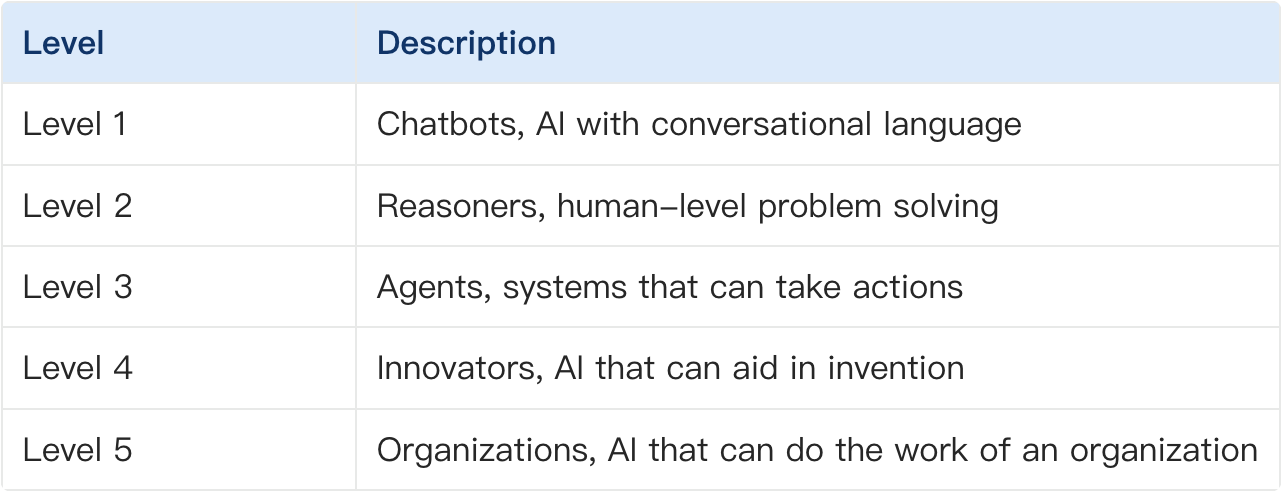 Level Description
Level 1 Chatbots, AI with conversational language
Level 2 Reasoners, human–level problem solving
Level 3 Agents, systems that can take actions
Level 4 Innovators, AI that can aid in invention
Level 5 Organizations, AI that can do the work of an organization